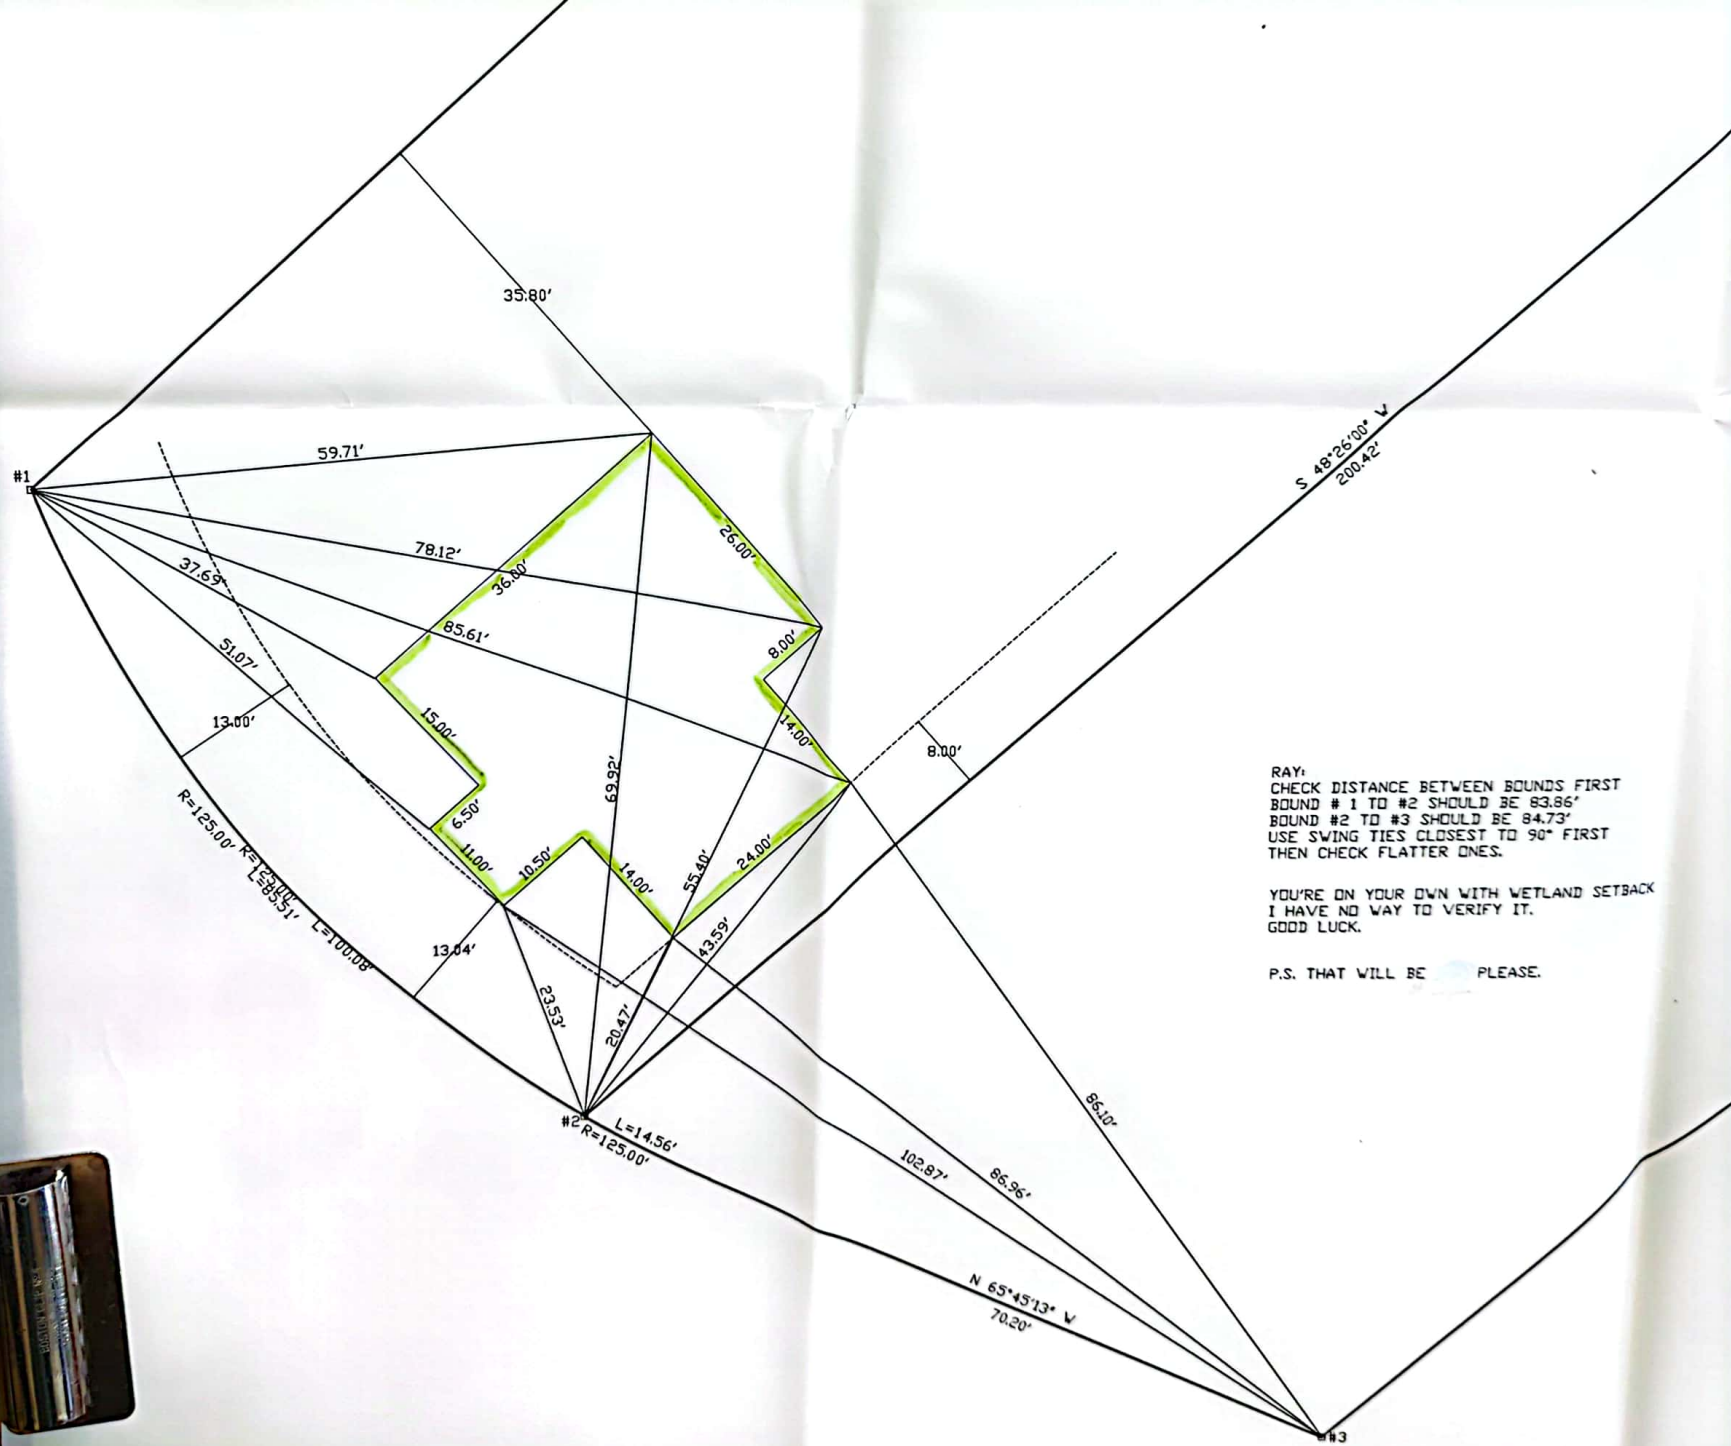 35.80'
#1
59.71'
S 48°26'00" W
200.42'
26.00'
78.12'
37.69'
36.00'
85.61'
8.00'
51.07'
15.00'
14.00'
13.00'
8.00'
69.92'
6.50'
R=125.00'
R=125.00'
L=85.51'
L=100.08'
11.00'
10.50'
14.00'
55.40'
24.00'
13.04'
43.59'
23.53'
20.47'
RAY:
CHECK DISTANCE BETWEEN BOUNDS FIRST
BOUND # 1 TO #2 SHOULD BE 83.86'
BOUND #2 TO #3 SHOULD BE 84.73'
USE SWING TIES CLOSEST TO 90° FIRST
THEN CHECK FLATTER ONES.
YOU'RE ON YOUR OWN WITH WETLAND SETBACK
I HAVE NO WAY TO VERIFY IT.
GOOD LUCK.
P.S. THAT WILL BE PLEASE.
#2
L=14.56'
R=125.00'
86.10'
102.87'
86.96'
N 65°45'13" W
70.20'
#3